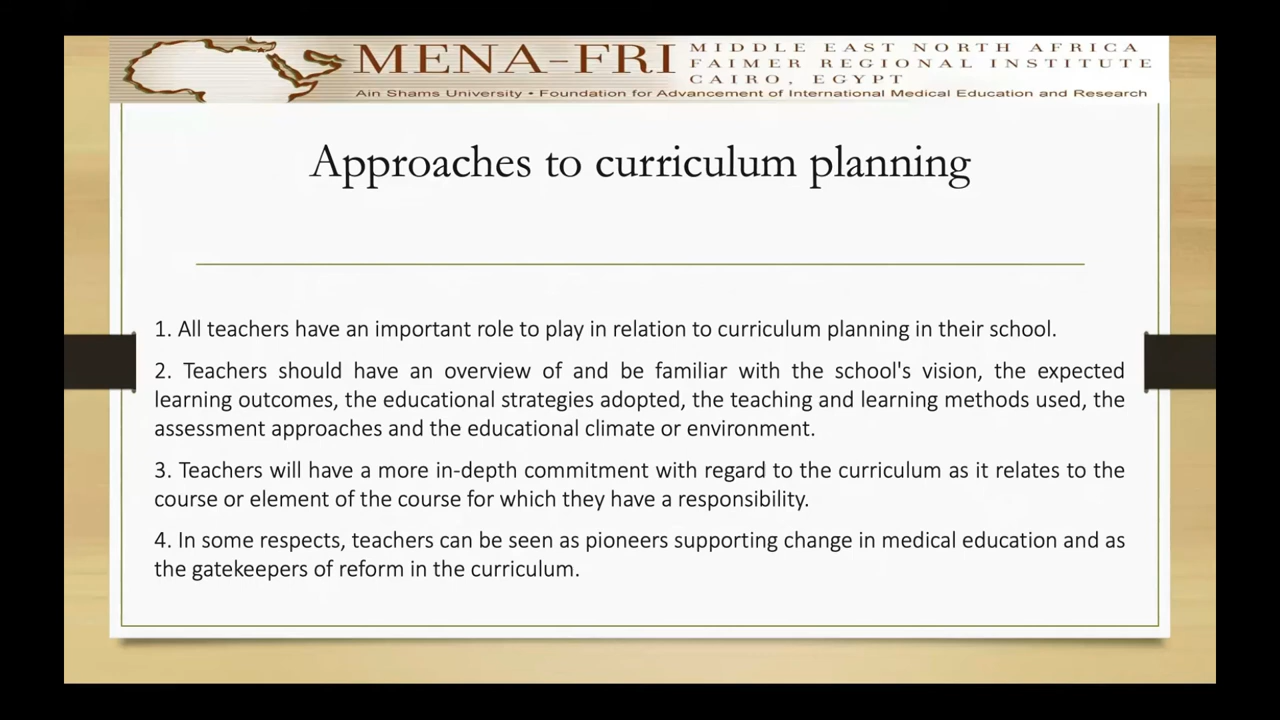 MENA-FRI
MIDDLE EAST NORTH AFRICA
FAIMER REGIONAL INSTITUTE
CAIRO, EGYPT
Ain Shams University • Foundation for Advancement of International Medical Education and Research
Approaches to curriculum planning
1. All teachers have an important role to play in relation to curriculum planning in their school.
2. Teachers should have an overview of and be familiar with the school's vision, the expected
learning outcomes, the educational strategies adopted, the teaching and learning methods used, the
assessment approaches and the educational climate or environment.
3. Teachers will have a more in-depth commitment with regard to the curriculum as it relates to the
course or element of the course for which they have a responsibility.
4. In some respects, teachers can be seen as pioneers supporting change in medical education and as
the gatekeepers of reform in the curriculum.